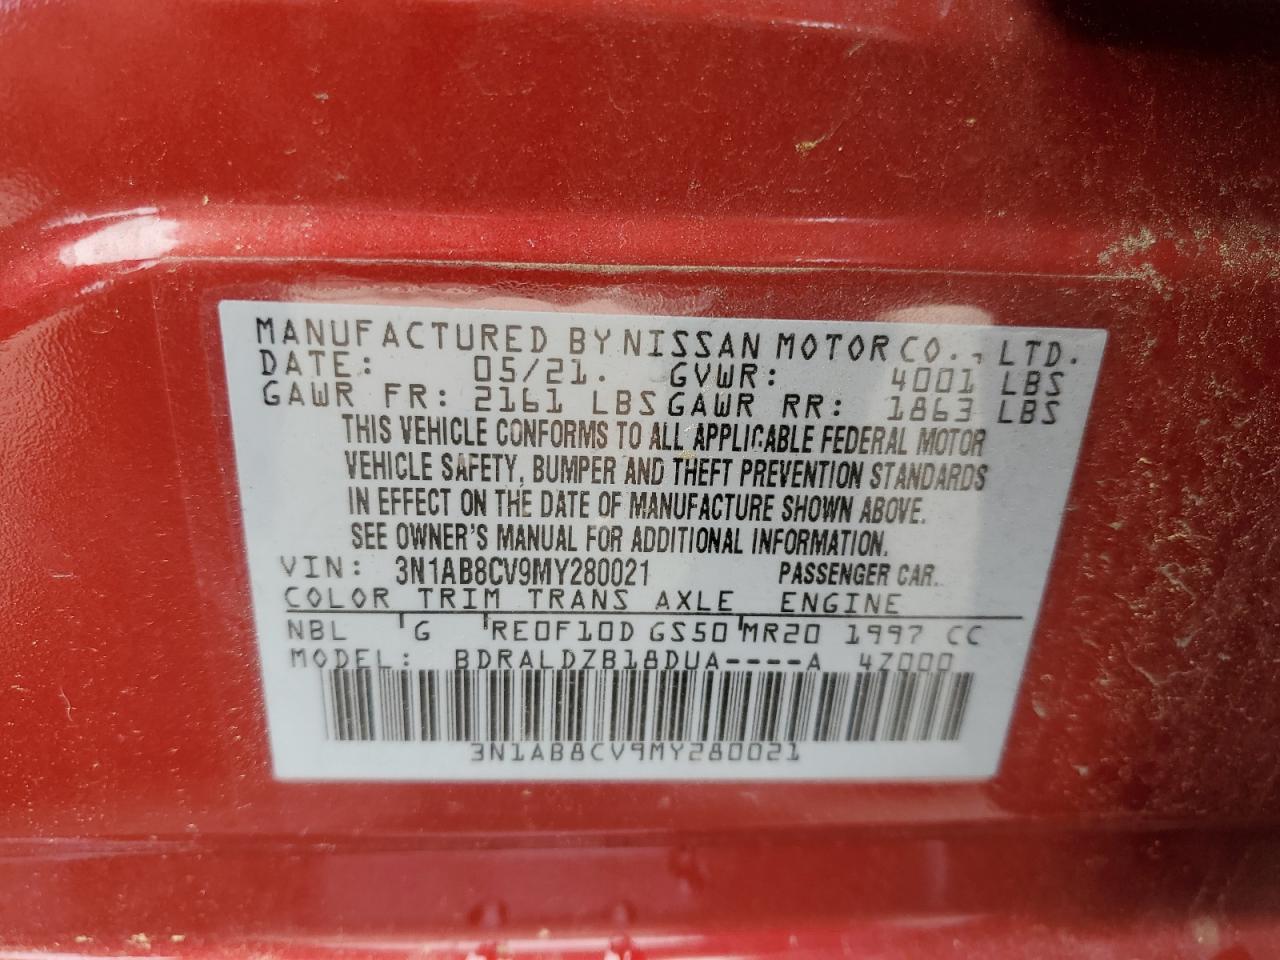 MANUFACTURED BY NISSAN MOTOR CO., LTD.
DATE: 05/21. GVWR: 4001 LBS
GAWR FR: 2161 LBS GAWR RR: 1863 LBS
THIS VEHICLE CONFORMS TO ALL APPLICABLE FEDERAL MOTOR
VEHICLE SAFETY, BUMPER AND THEFT PREVENTION STANDARDS
IN EFFECT ON THE DATE OF MANUFACTURE SHOWN ABOVE.
SEE OWNER'S MANUAL FOR ADDITIONAL INFORMATION.
VIN: 3N1AB8CV9MY280021 PASSENGER CAR.
COLOR TRIM TRANS AXLE ENGINE
NBL G RE0F10D GS50 MR20 1997 CC
MODEL: BDRALDZB18DUA----A 4Z000
3N1AB8CV9MY280021